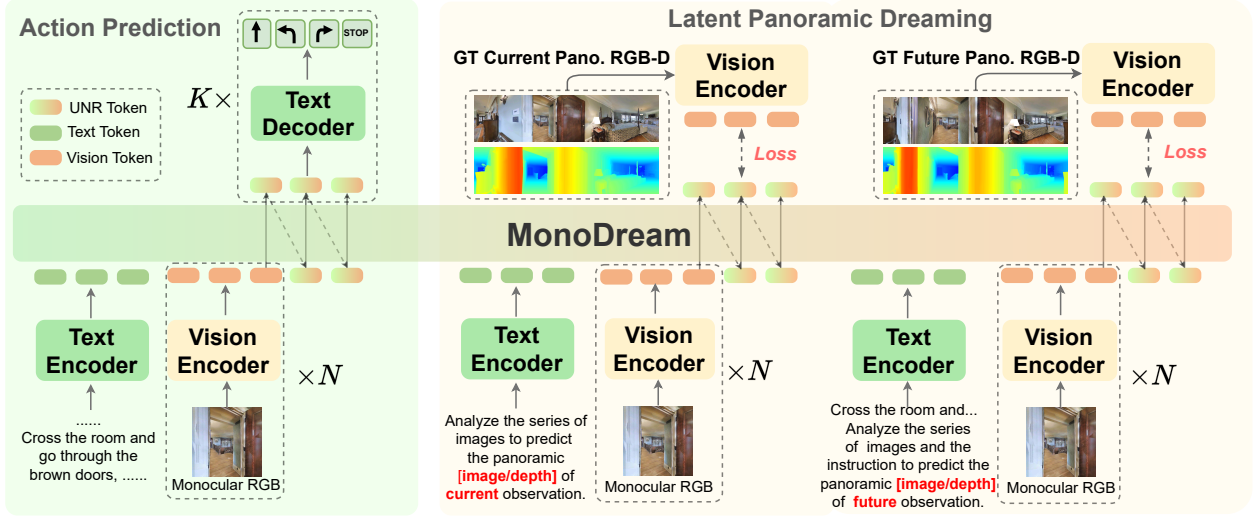 Action Prediction
STOP
K×
Text
Decoder
UNR Token
Text Token
Vision Token
Text
Encoder
Vision
Encoder
×N
......
Cross the room and
go through the
brown doors, ......
Monocular RGB
MonoDream
Latent Panoramic Dreaming
GT Current Pano. RGB-D
Vision
Encoder
Loss
Text
Encoder
Vision
Encoder
×N
Analyze the series of
images to predict
the panoramic
[image/depth] of
current observation.
Monocular RGB
GT Future Pano. RGB-D
Vision
Encoder
Loss
Text
Encoder
Vision
Encoder
×N
Cross the room and...
Analyze the series
of images and the
instruction to predict the
panoramic [image/depth]
of future observation.
Monocular RGB